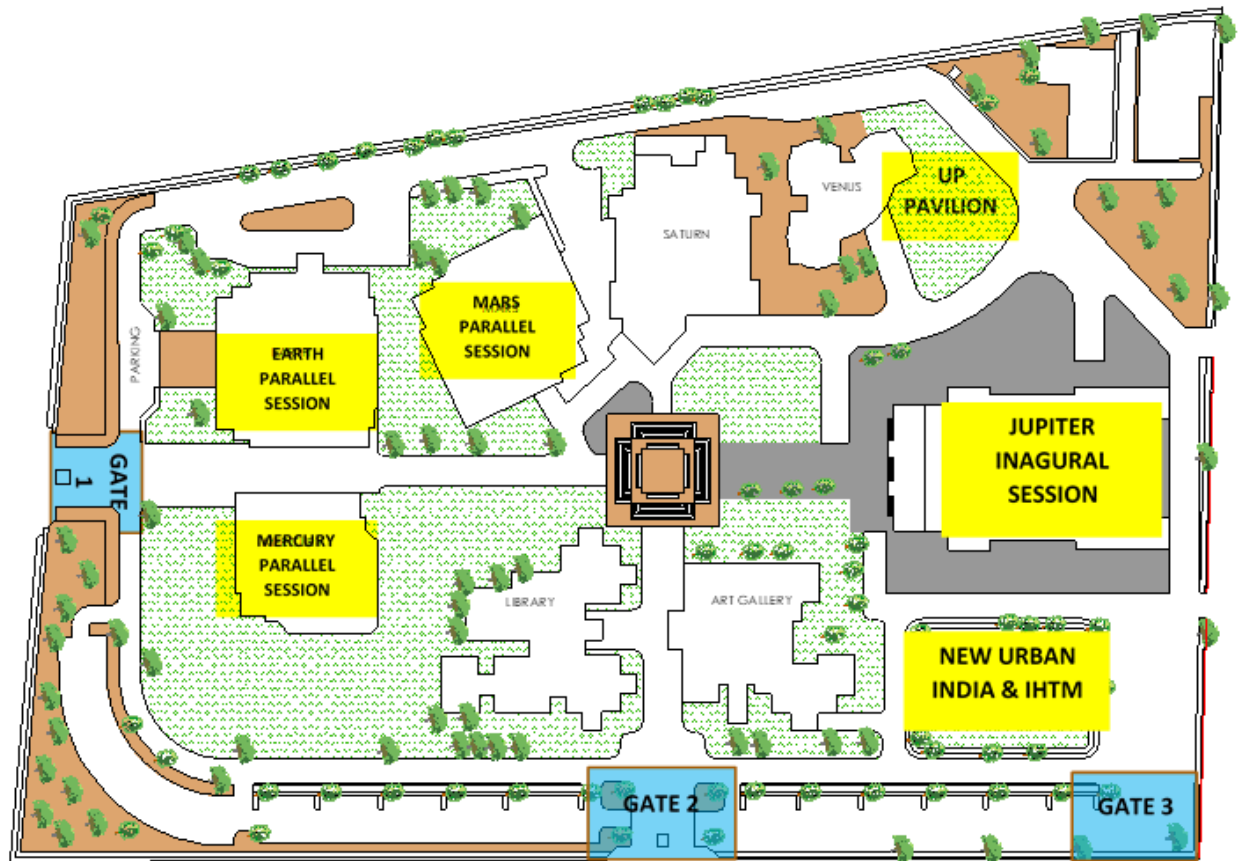 UP
PAVILION
VENUS
SATURN
MARS
PARALLEL
SESSION
PARKING
EARTH
PARALLEL
SESSION
JUPITER
INAGURAL
SESSION
GATE
1
MERCURY
PARALLEL
SESSION
LIBRARY
ART GALLERY
NEW URBAN
INDIA & IHTM
GATE 2
GATE 3